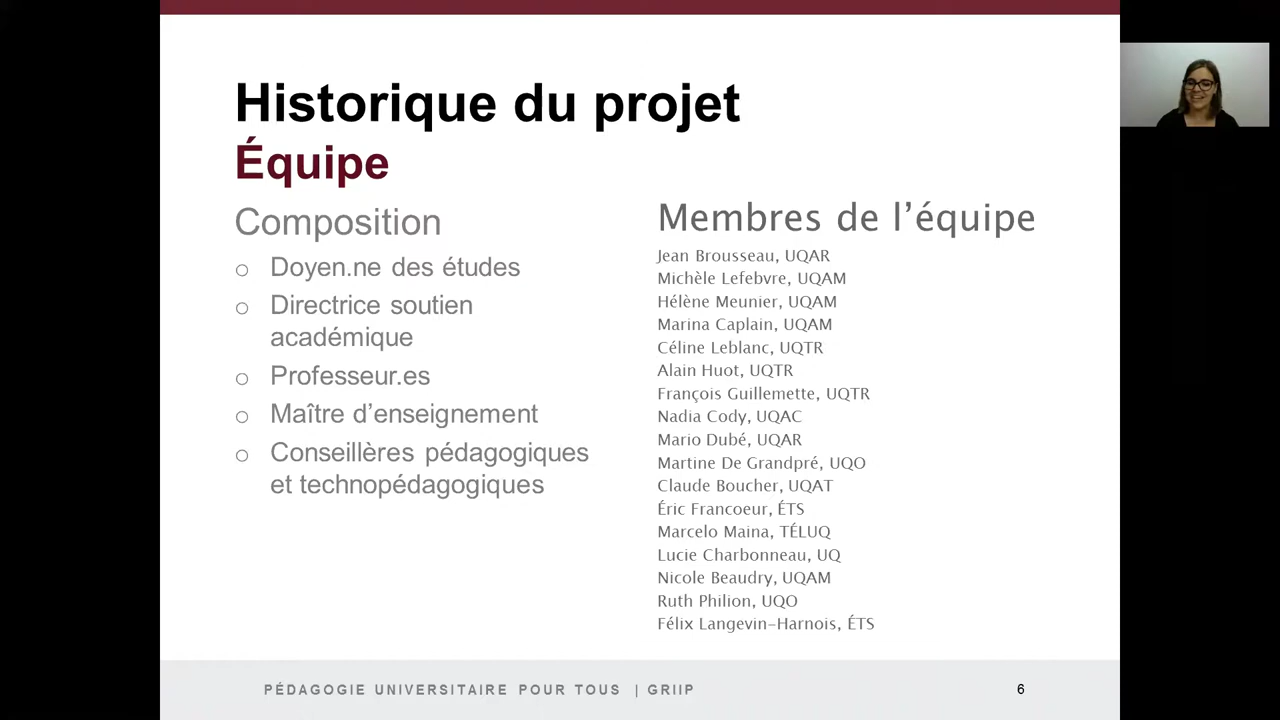 Historique du projet
Équipe
Composition
o Doyen.ne des études
o Directrice soutien
académique
o Professeur.es
o Maître d’enseignement
o Conseillères pédagogiques
et technopédagogiques
Membres de l’équipe
Jean Brousseau, UQAR
Michèle Lefebvre, UQAM
Hélène Meunier, UQAM
Marina Caplain, UQAM
Céline Leblanc, UQTR
Alain Huot, UQTR
François Guillemette, UQTR
Nadia Cody, UQAC
Mario Dubé, UQAR
Martine De Grandpré, UQO
Claude Boucher, UQAT
Éric Francoeur, ÉTS
Marcelo Maina, TÉLUQ
Lucie Charbonneau, UQ
Nicole Beaudry, UQAM
Ruth Philion, UQO
Félix Langevin-Harnois, ÉTS
PÉDAGOGIE UNIVERSITAIRE POUR TOUS | GRIIP
6